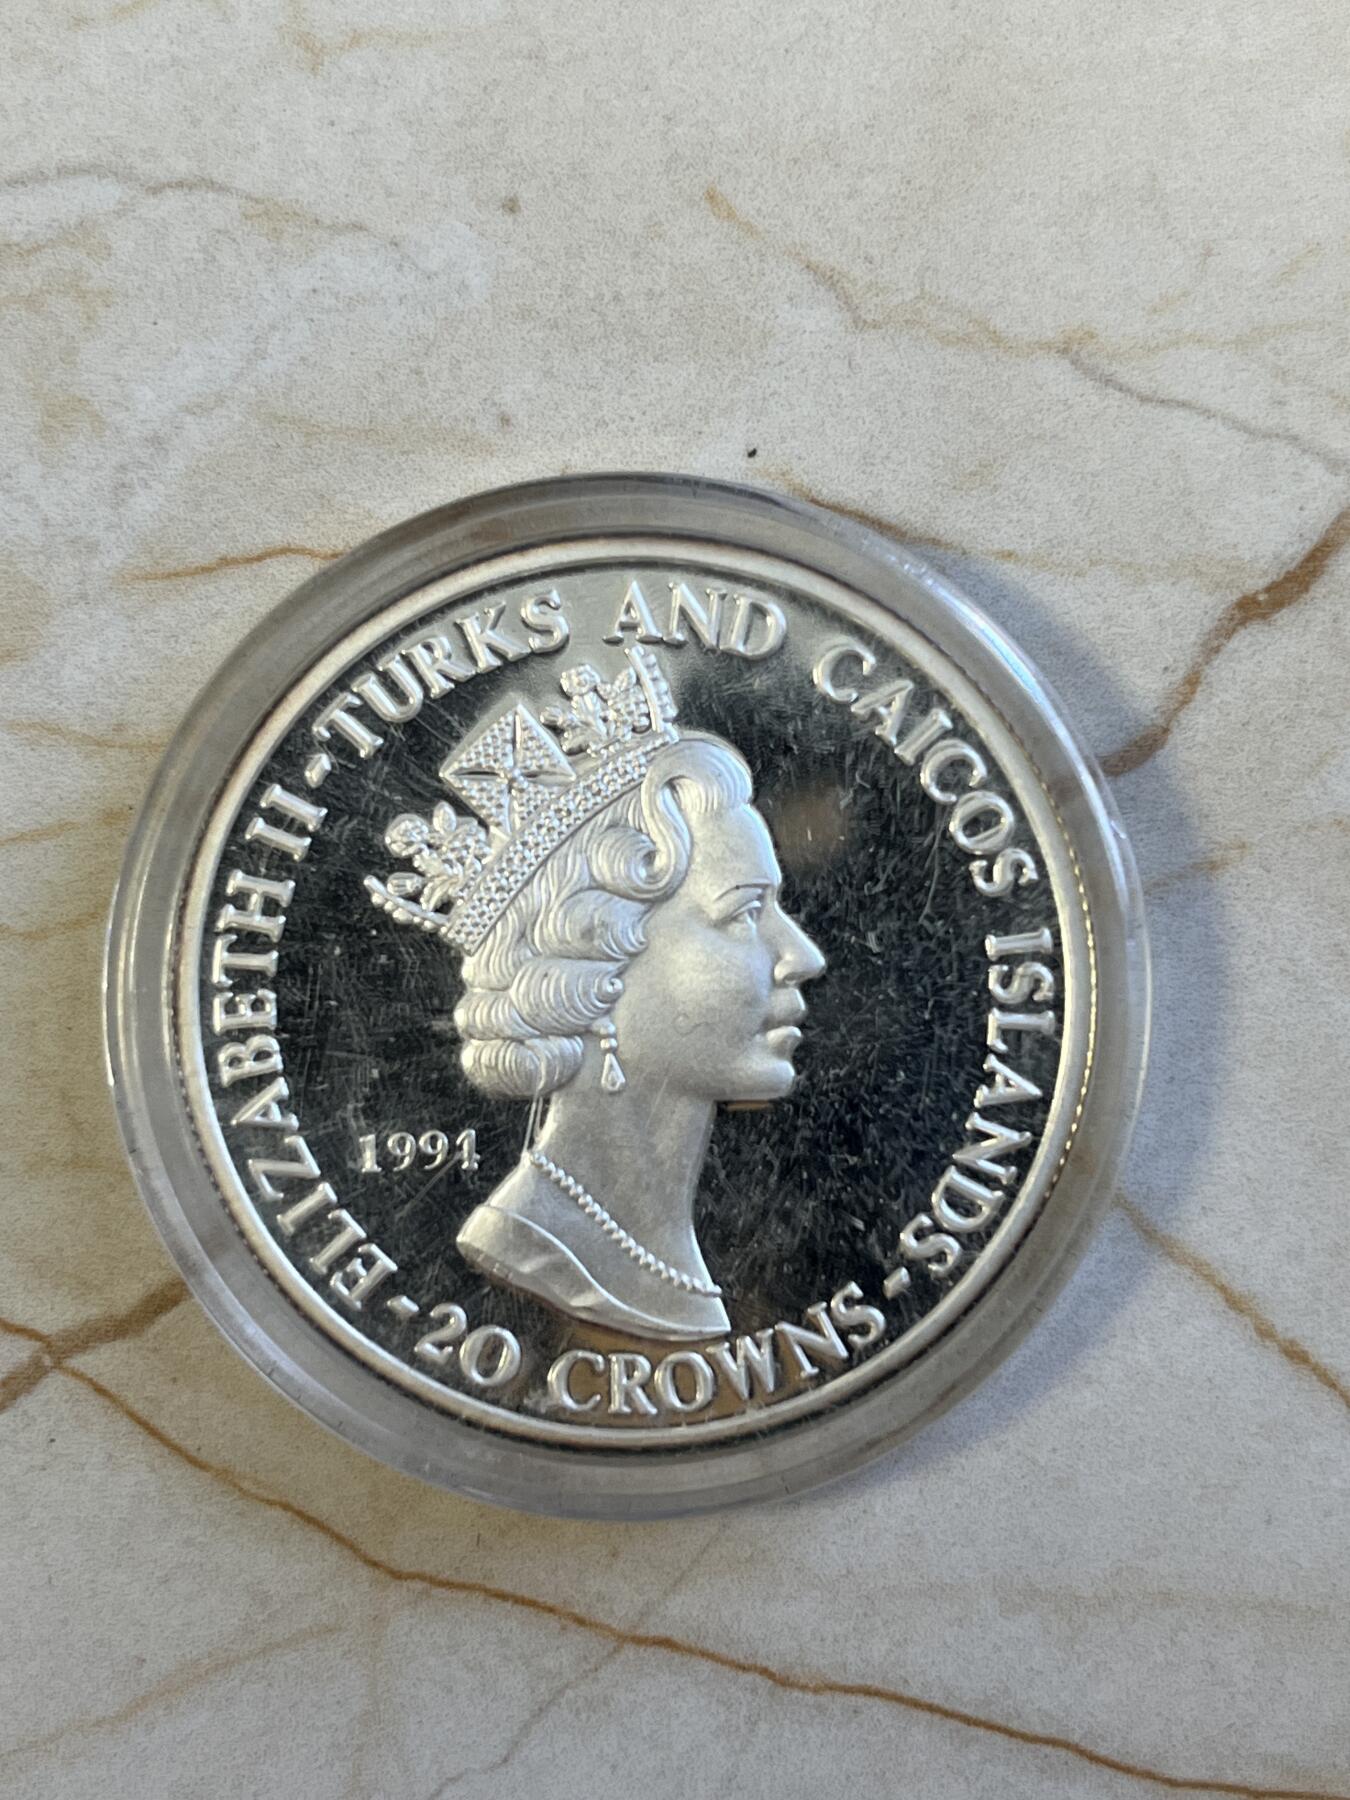 ELIZABETH II - TURKS AND CAICOS ISLANDS - 20 CROWNS -
1994